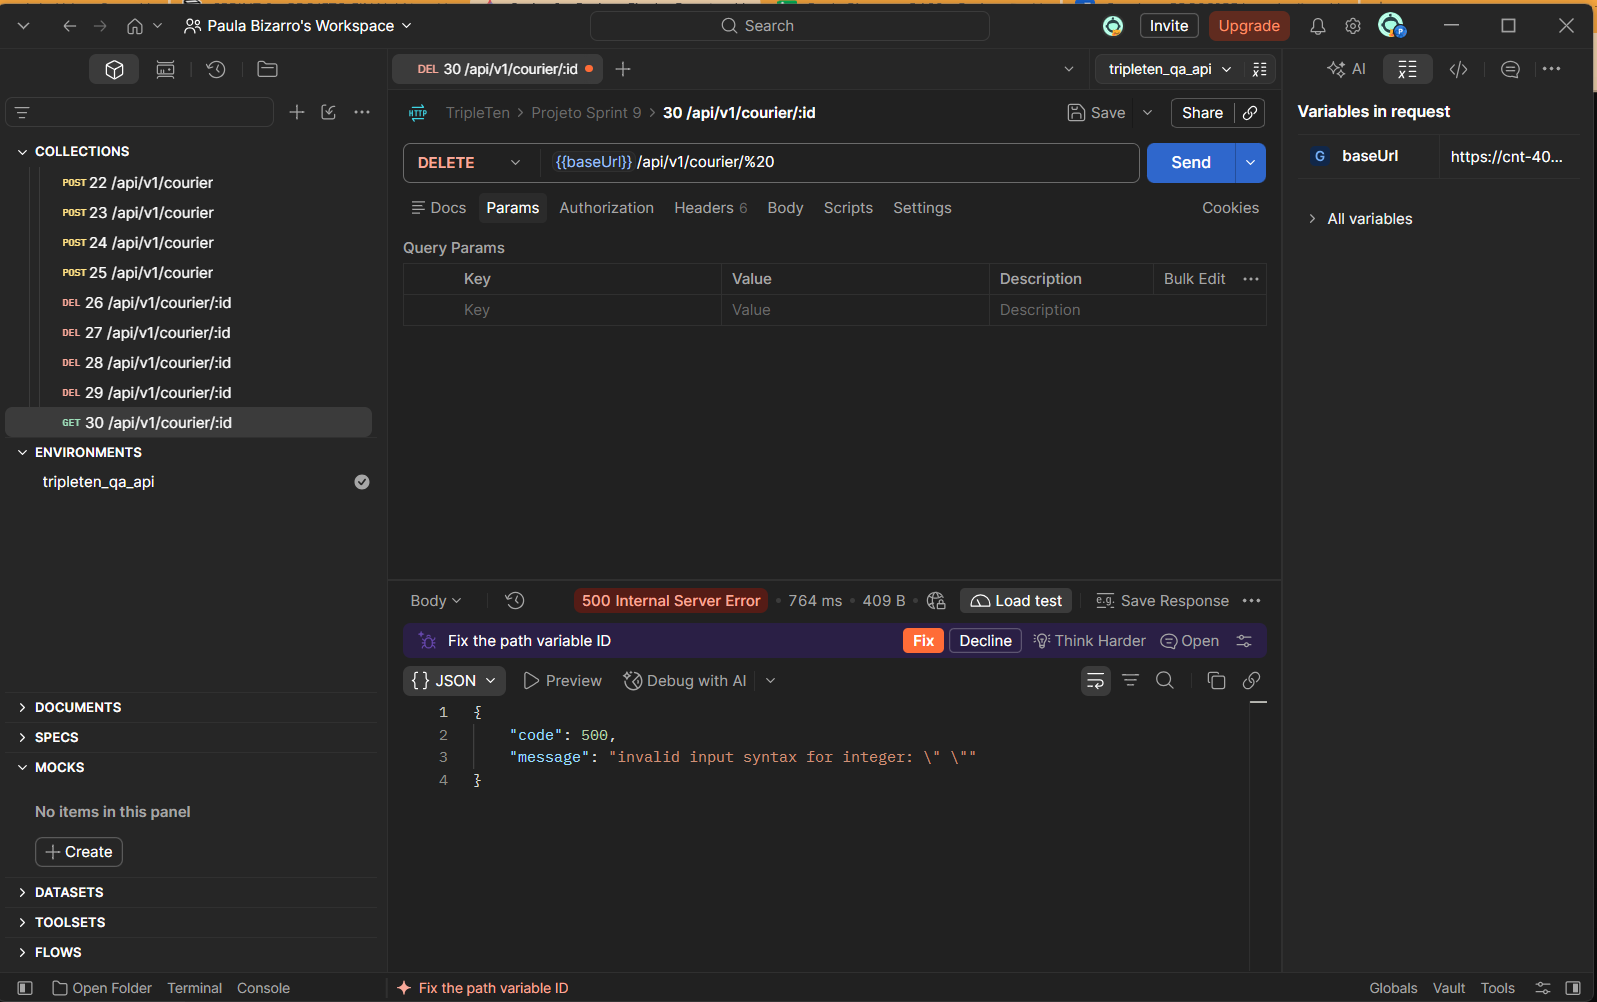 Paula Bizarro's Workspace
Search
Invite
Upgrade
DEL 30 /api/v1/courier/:id
tripleten_qa_api
AI
TripleTen > Projeto Sprint 9 > 30 /api/v1/courier/:id
Save
Share
Variables in request
COLLECTIONS
POST 22 /api/v1/courier
POST 23 /api/v1/courier
POST 24 /api/v1/courier
POST 25 /api/v1/courier
DEL 26 /api/v1/courier/:id
DEL 27 /api/v1/courier/:id
DEL 28 /api/v1/courier/:id
DEL 29 /api/v1/courier/:id
GET 30 /api/v1/courier/:id
ENVIRONMENTS
tripleten_qa_api
DOCUMENTS
SPECS
MOCKS
No items in this panel
Create
DATASETS
TOOLSETS
FLOWS
DELETE
{{baseUrl}} /api/v1/courier/%20
Send
G baseUrl https://cnt-40...
All variables
Docs Params Authorization Headers 6 Body Scripts Settings Cookies
Query Params
Key Value Description Bulk Edit
Key Value Description
Body
500 Internal Server Error • 764 ms • 409 B
Load test
e.g. Save Response
Fix the path variable ID
Fix Decline Think Harder Open
{} JSON Preview Debug with AI
1 {
2 "code": 500,
3 "message": "invalid input syntax for integer: \" \""
4 }
Open Folder Terminal Console
Fix the path variable ID
Globals Vault Tools